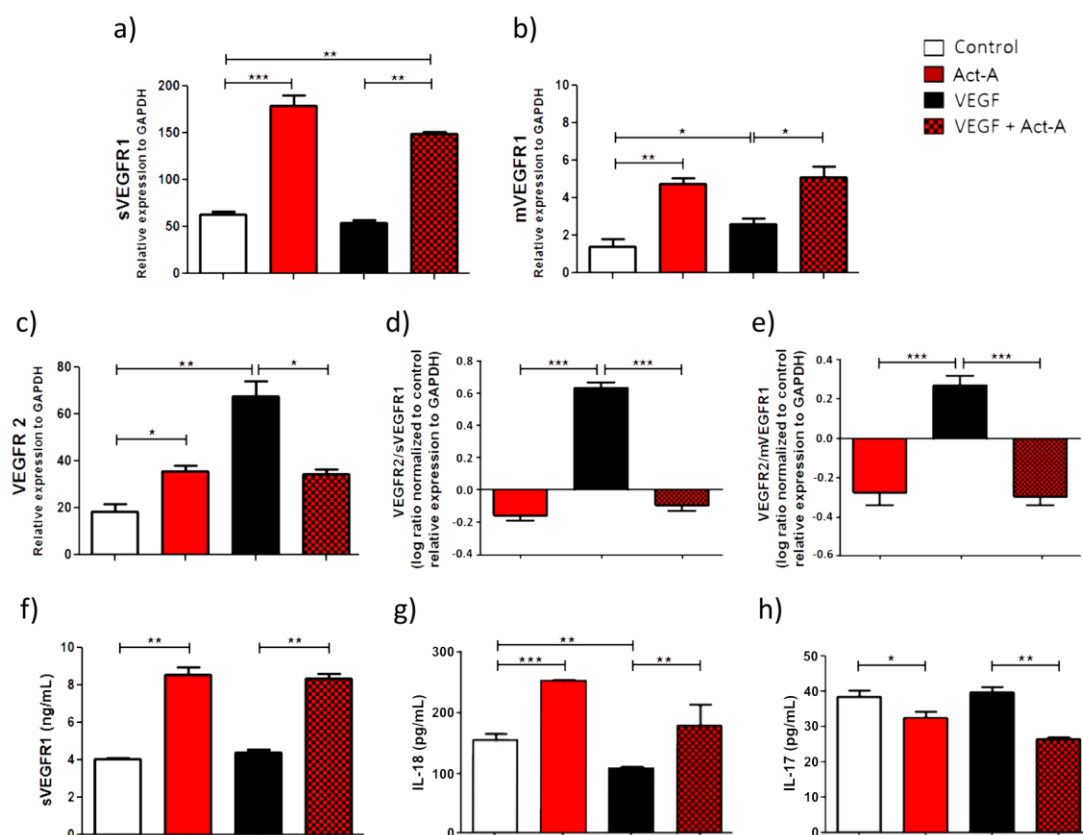 a)
sVEGFR1
Relative expression to GAPDH
200
150
100
50
0
***
**
**
b)
mVEGFR1
Relative expression to GAPDH
10
8
6
4
2
0
**
*
*
Control
Act-A
VEGF
VEGF + Act-A
c)
VEGFR 2
Relative expression to GAPDH
80
60
40
20
0
*
**
*
d)
VEGFR2/sVEGFR1
(log ratio normalized to control
relative expression to GAPDH)
0.8
0.6
0.4
0.2
0.0
-0.2
-0.4
***
***
e)
VEGFR2/mVEGFR1
(log ratio normalized to control
relative expression to GAPDH)
0.4
0.2
0.0
-0.2
-0.4
-0.6
***
***
f)
sVEGFR1 (ng/mL)
10
8
6
4
2
0
**
**
g)
IL-18 (pg/mL)
300
200
100
0
***
**
**
h)
IL-17 (pg/mL)
50
40
30
20
10
0
*
**